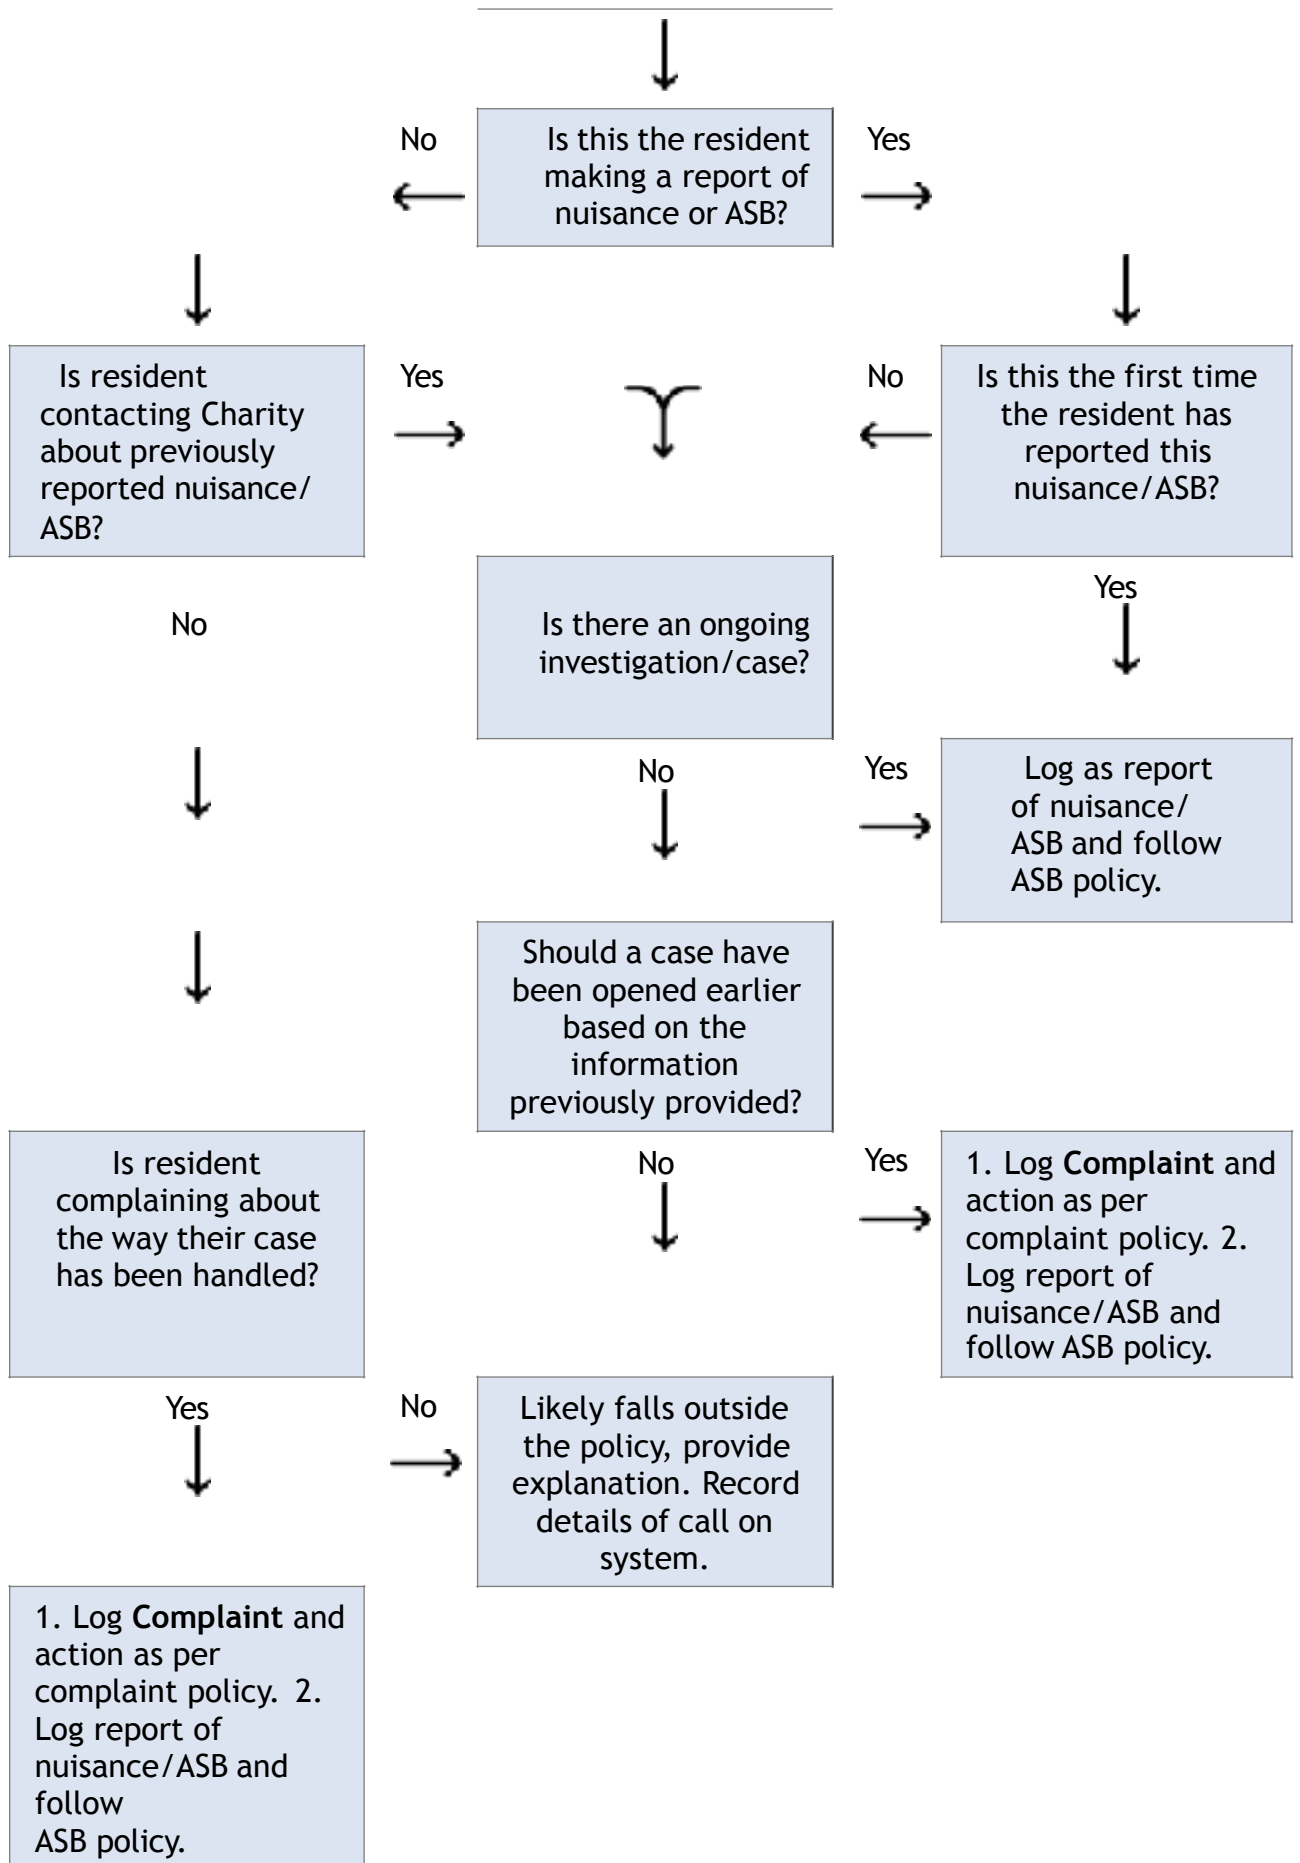 No
Is this the resident
making a report of
nuisance or ASB?
Yes
Is resident
contacting Charity
about previously
reported nuisance/
ASB?
Yes
No
Is this the first time
the resident has
reported this
nuisance/ASB?
No
Is there an ongoing
investigation/case?
Yes
No
Yes
Log as report
of nuisance/
ASB and follow
ASB policy.
Should a case have
been opened earlier
based on the
information
previously provided?
Is resident
complaining about
the way their case
has been handled?
No
Yes
1. Log Complaint and
action as per
complaint policy. 2.
Log report of
nuisance/ASB and
follow ASB policy.
Yes
No
Likely falls outside
the policy, provide
explanation. Record
details of call on
system.
1. Log Complaint and
action as per
complaint policy. 2.
Log report of
nuisance/ASB and
follow
ASB policy.